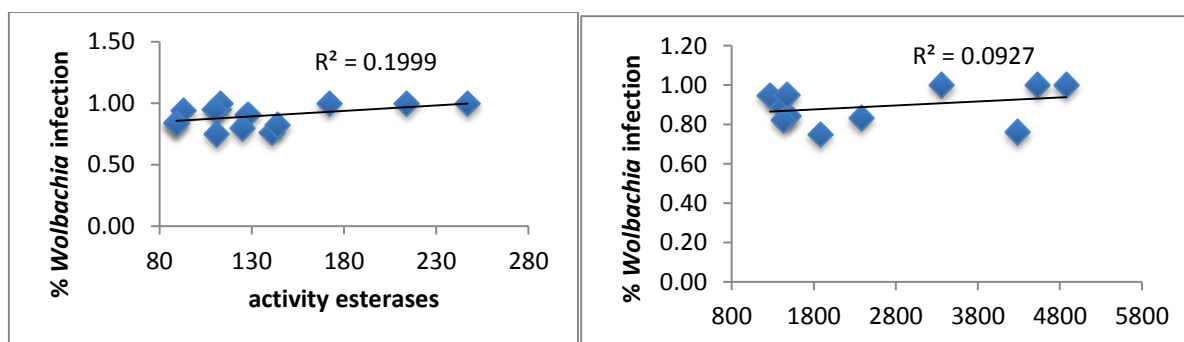 % Wolbachia infection
1.50
1.00
0.50
0.00
R² = 0.1999
80 130 180 230 280
activity esterases
% Wolbachia infection
1.20
1.00
0.80
0.60
0.40
0.20
0.00
R² = 0.0927
800 1800 2800 3800 4800 5800